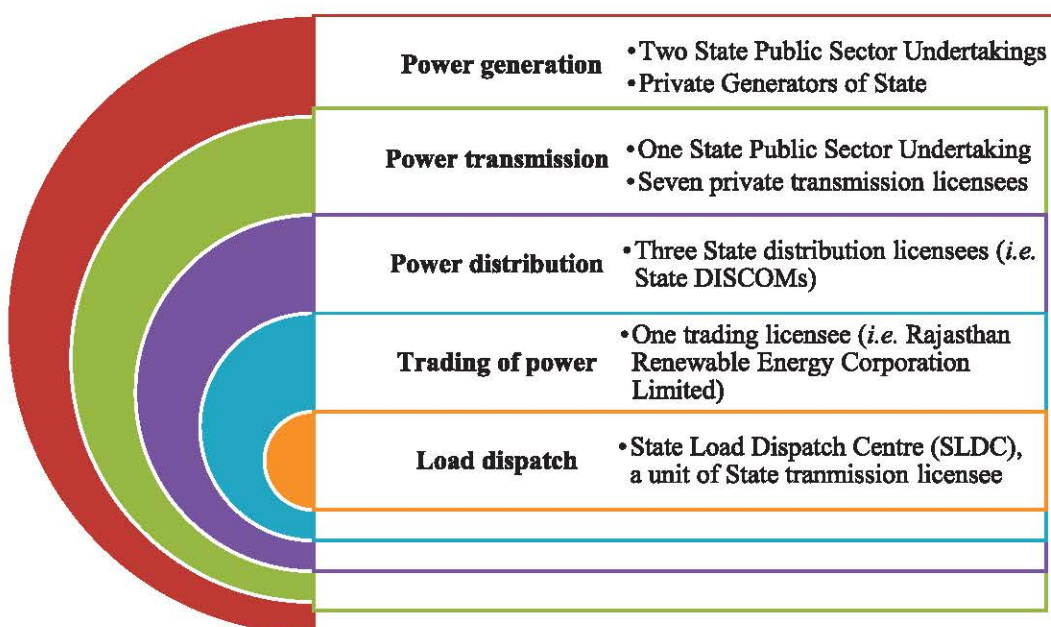 Power generation
•Two State Public Sector Undertakings
•Private Generators of State
Power transmission
•One State Public Sector Undertaking
•Seven private transmission licensees
Power distribution
•Three State distribution licensees (i.e.
State DISCOMs)
Trading of power
•One trading licensee (i.e. Rajasthan
Renewable Energy Corporation
Limited)
Load dispatch
•State Load Dispatch Centre (SLDC),
a unit of State tranmission licensee